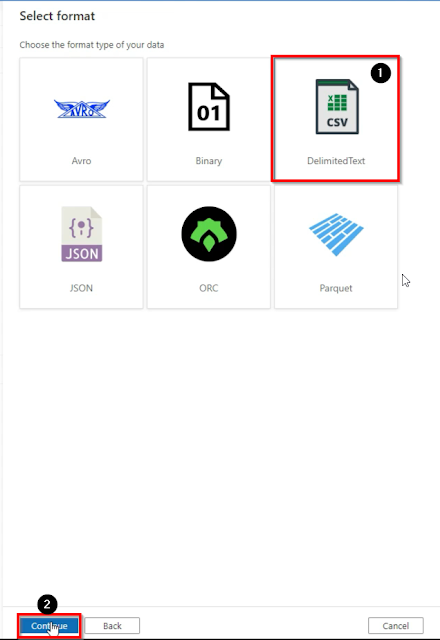 Select format
Choose the format type of your data
1
AVRO
01
CSV
Avro
Binary
DelimitedText
{:}
JSON
JSON
ORC
Parquet
2
Continue
Back
Cancel